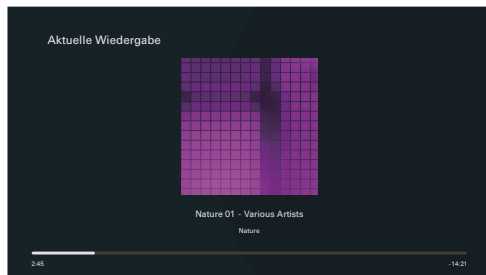 Aktuelle Wiedergabe
Nature 01 - Various Artists
Nature
2:45
-14:21